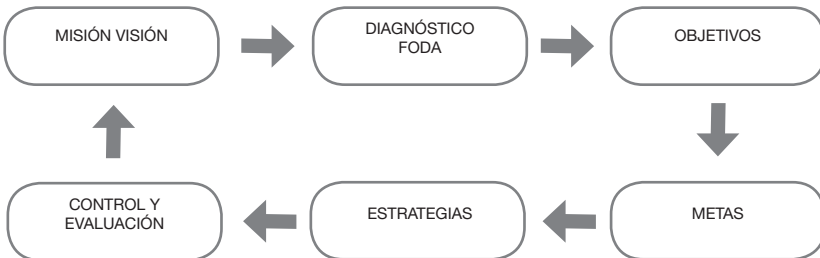 MISIÓN VISIÓN
DIAGNÓSTICO
FODA
OBJETIVOS
METAS
ESTRATEGIAS
CONTROL Y
EVALUACIÓN